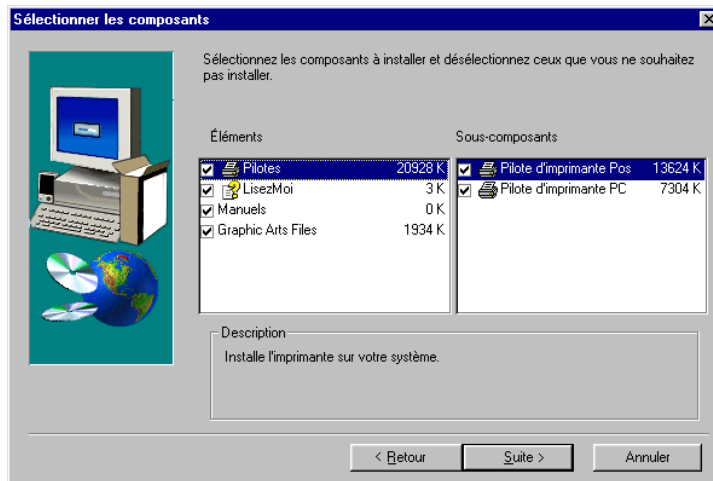 Sélectionner les composants
Sélectionnez les composants à installer et désélectionnez ceux que vous ne souhaitez
pas installer.
Éléments
Sous-composants
Pilotes 20928 K
LisezMoi 3 K
Manuels 0 K
Graphic Arts Files 1934 K
Pilote d'imprimante Pos 13624 K
Pilote d'imprimante PC 7304 K
Description
Installe l'imprimante sur votre système.
< Retour
Suite >
Annuler